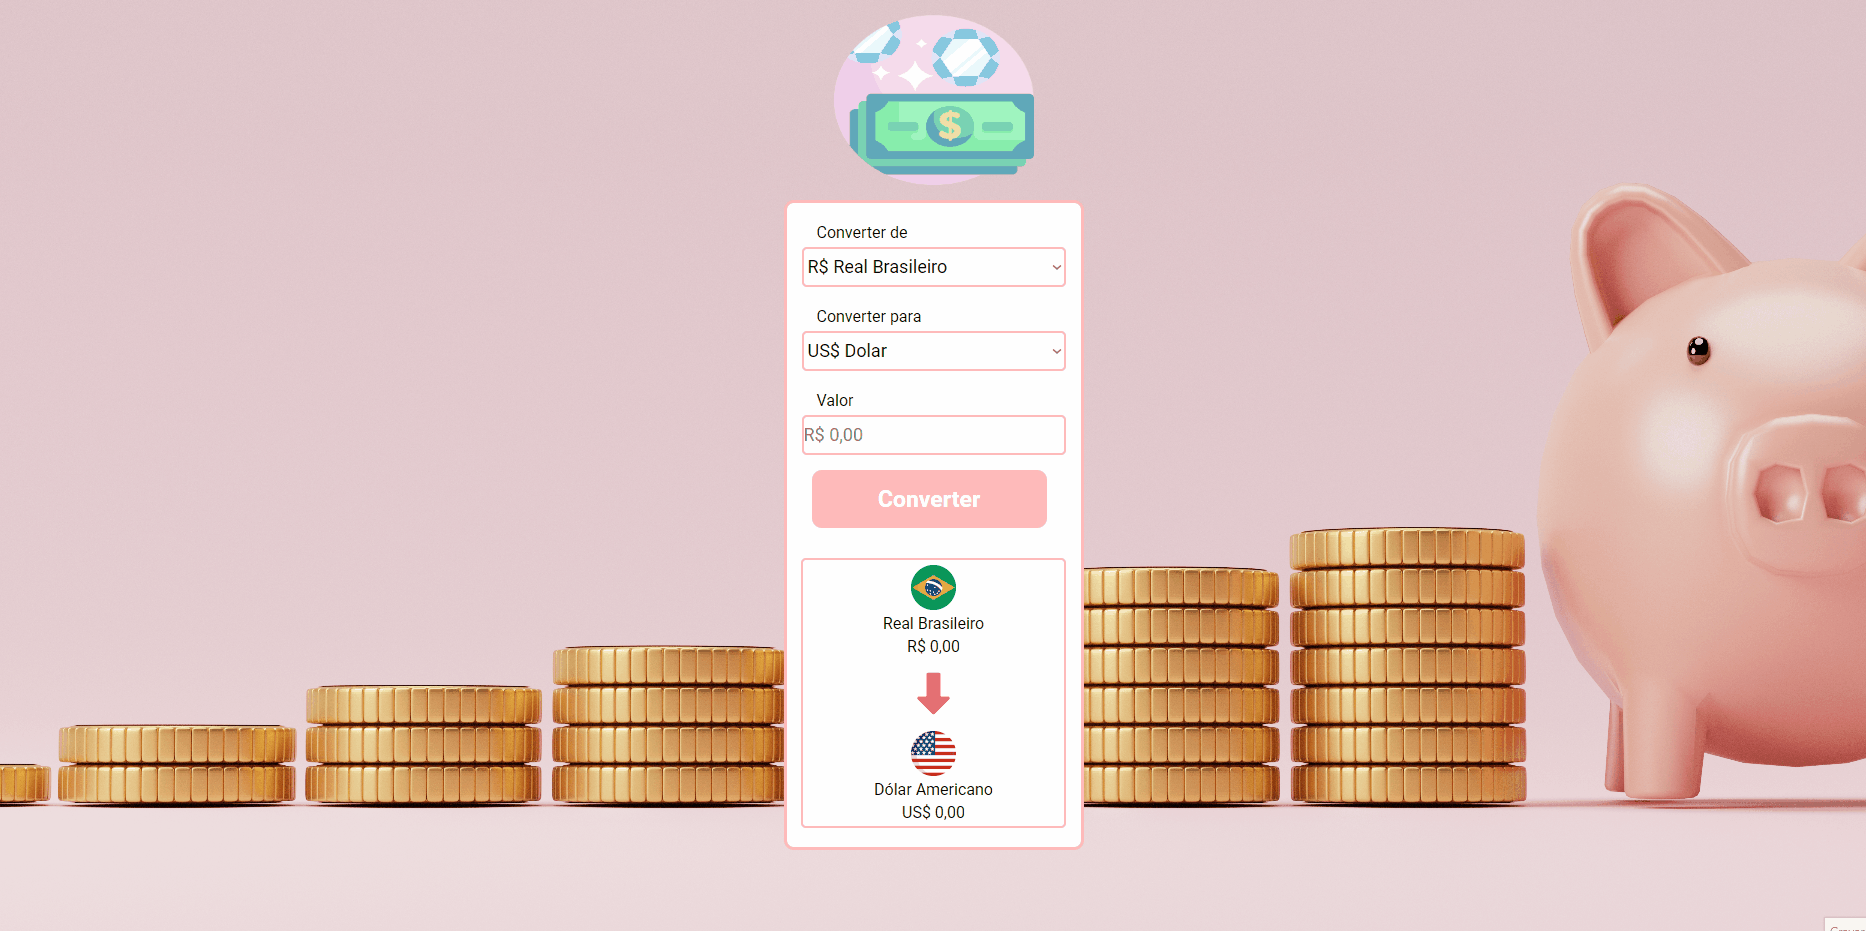 $
Converter de
R$ Real Brasileiro
Converter para
US$ Dolar
Valor
R$ 0,00
Converter
Real Brasileiro
R$ 0,00
Dólar Americano
US$ 0,00